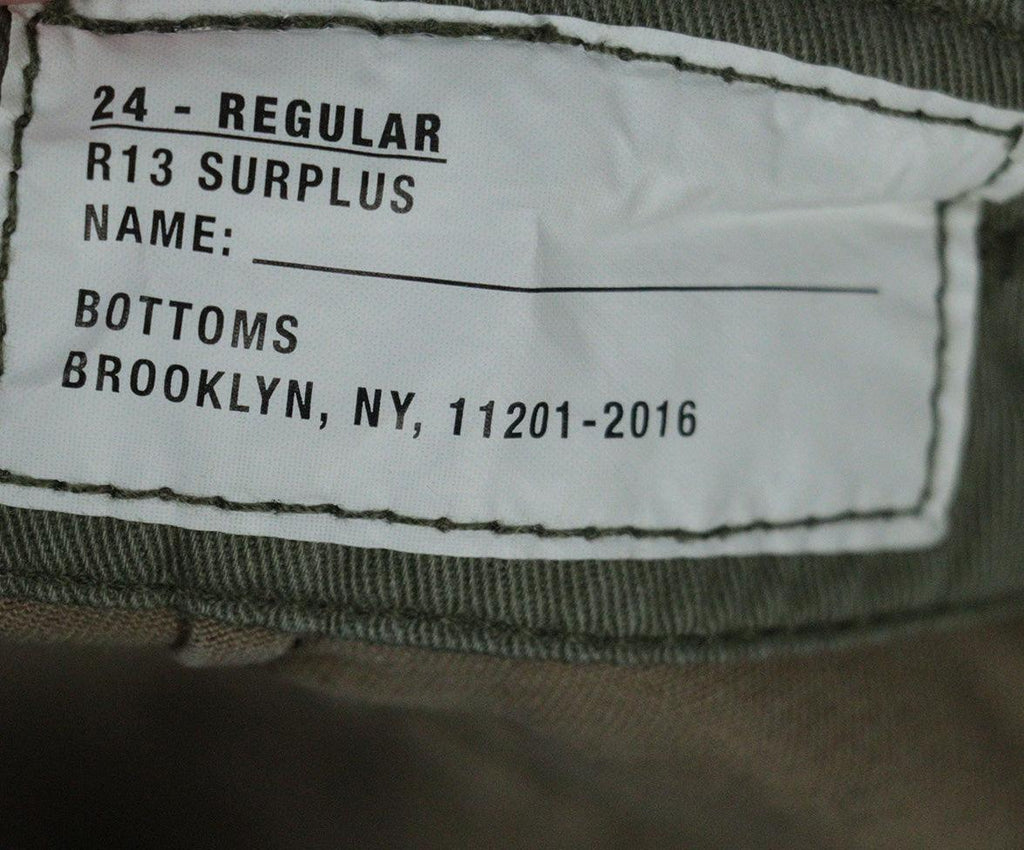 24 - REGULAR
R13 SURPLUS
NAME:
BOTTOMS
BROOKLYN, NY, 11201-2016